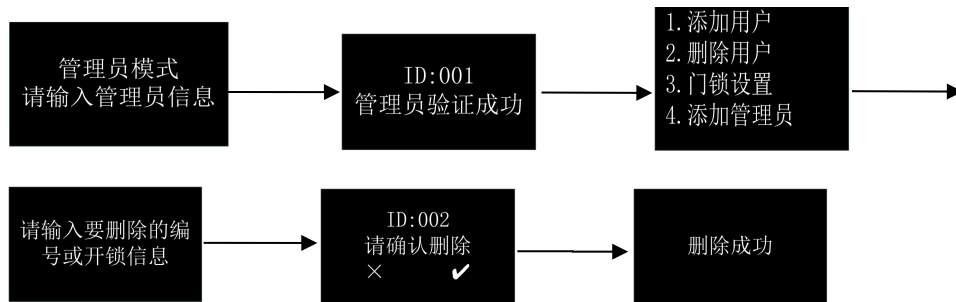 管理员模式
请输入管理员信息
ID:001
管理员验证成功
1.添加用户
2.删除用户
3.门锁设置
4.添加管理员
请输入要删除的编
号或开锁信息
ID:002
请确认删除
× ✔
删除成功